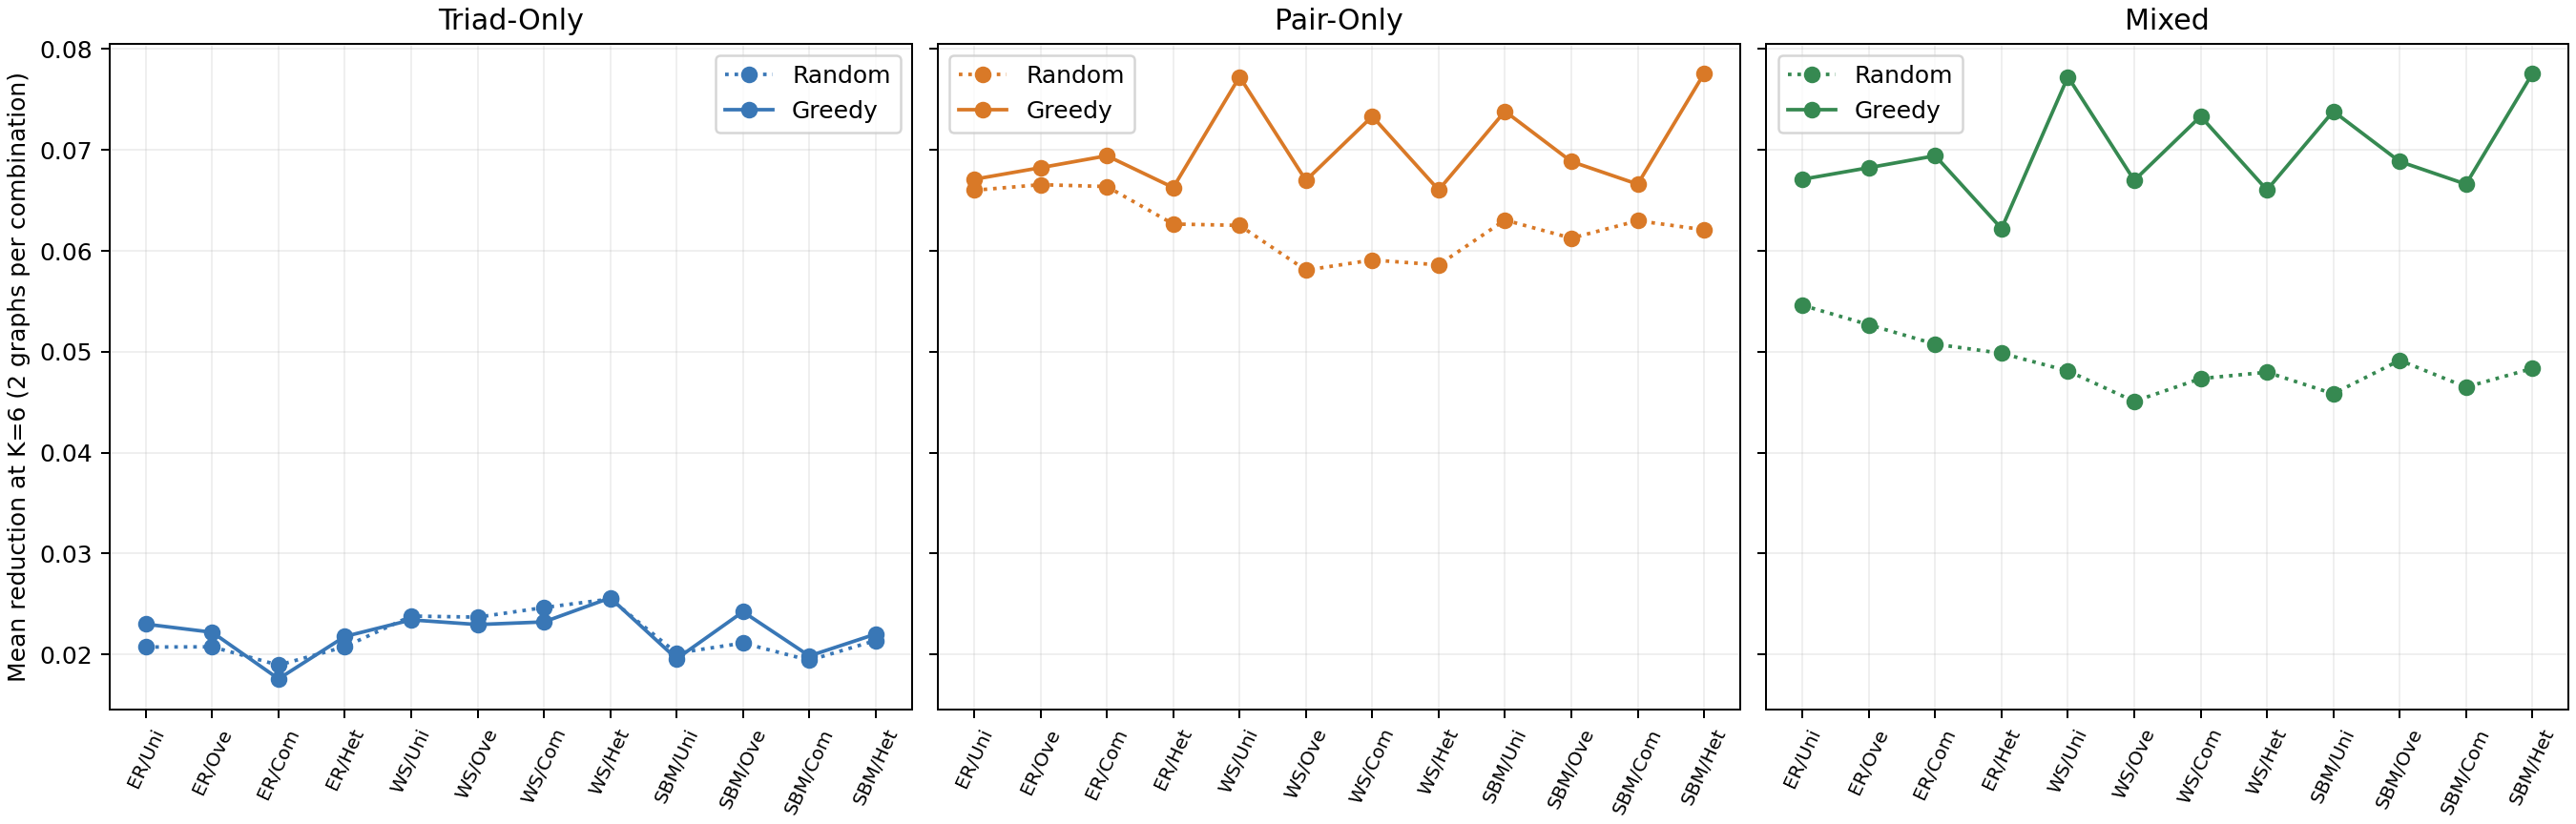 Triad-Only
Pair-Only
Mixed
Mean reduction at K=6 (2 graphs per combination)
0.08
0.07
0.06
0.05
0.04
0.03
0.02
Random
Greedy
Random
Greedy
Random
Greedy
ER/Uni
ER/Ove
ER/Com
ER/Het
WS/Uni
WS/Ove
WS/Com
WS/Het
SBM/Uni
SBM/Ove
SBM/Com
SBM/Het
ER/Uni
ER/Ove
ER/Com
ER/Het
WS/Uni
WS/Ove
WS/Com
WS/Het
SBM/Uni
SBM/Ove
SBM/Com
SBM/Het
ER/Uni
ER/Ove
ER/Com
ER/Het
WS/Uni
WS/Ove
WS/Com
WS/Het
SBM/Uni
SBM/Ove
SBM/Com
SBM/Het